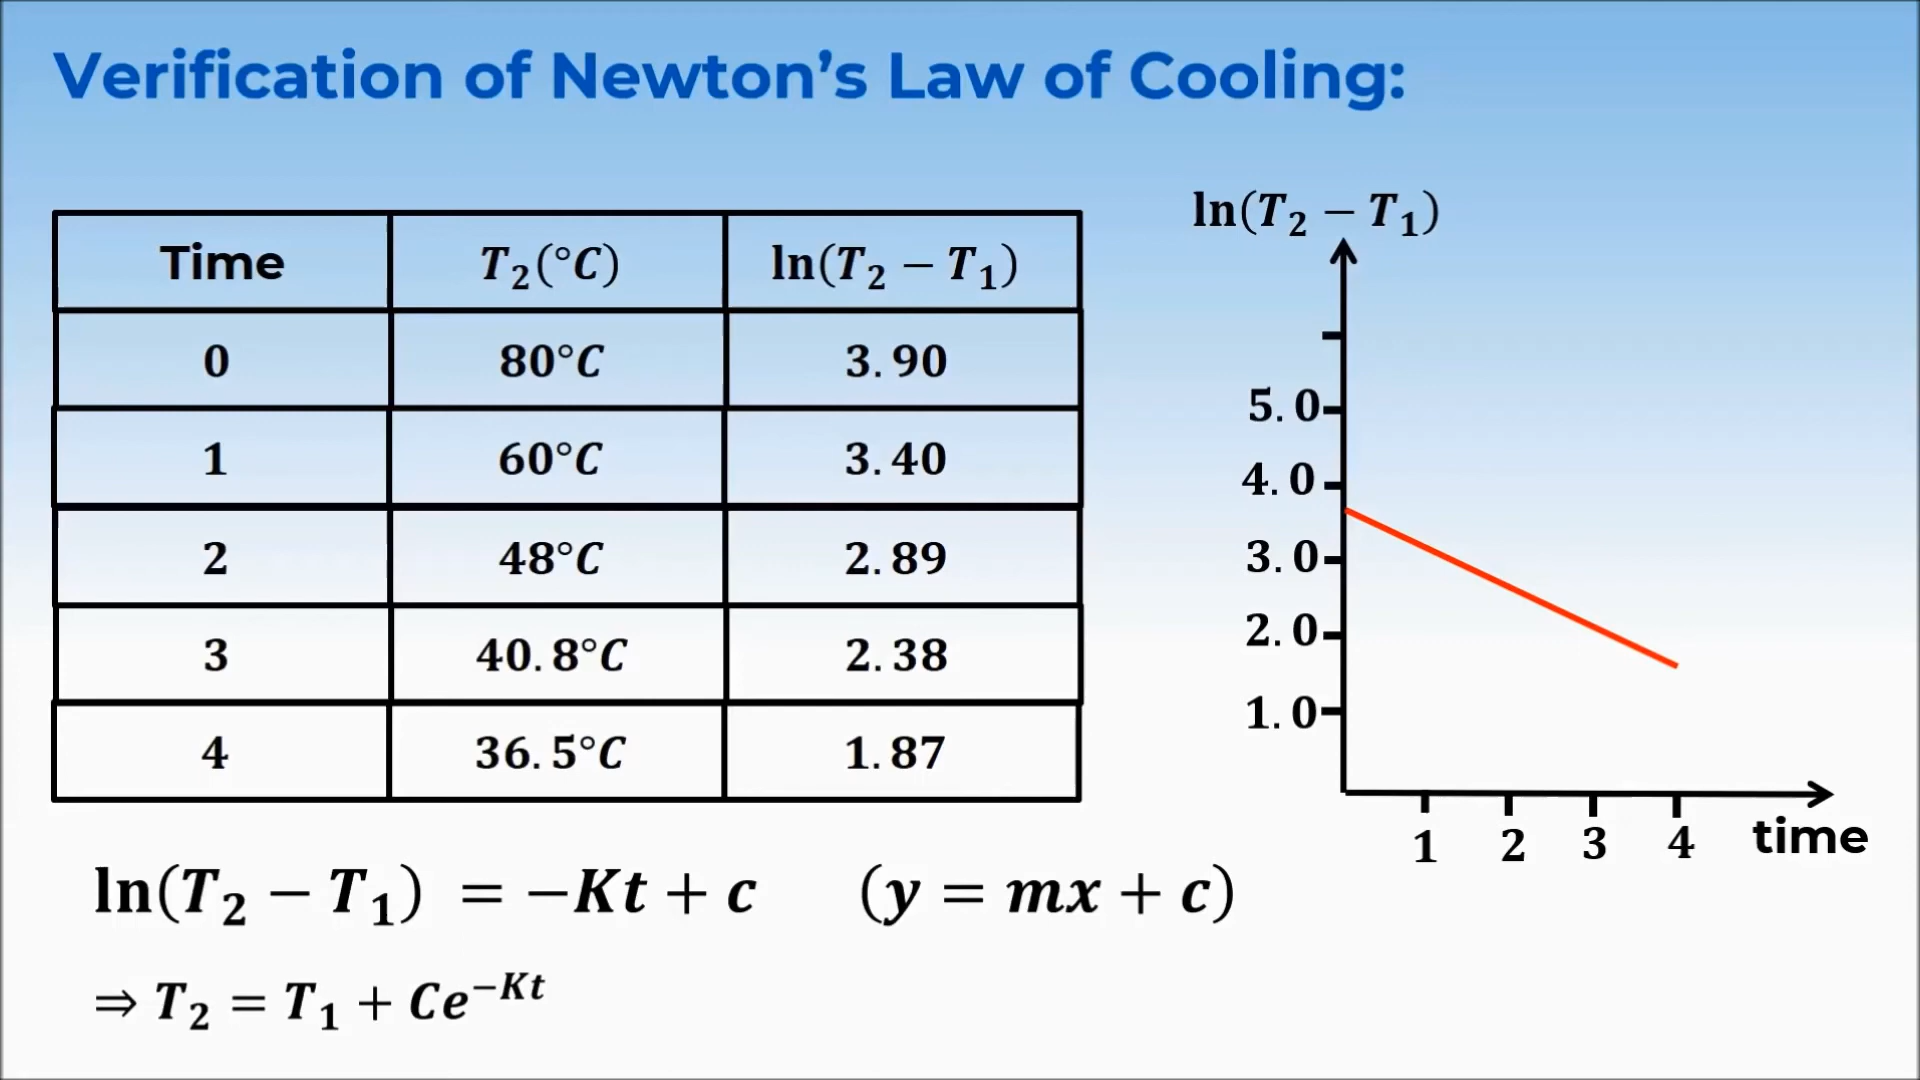 Verification of Newton's Law of Cooling:
Time T₂(°C) ln(T₂ − T₁)
0 80°C 3.90
1 60°C 3.40
2 48°C 2.89
3 40.8°C 2.38
4 36.5°C 1.87
ln(T₂ − T₁)
5.0
4.0
3.0
2.0
1.0
1 2 3 4 time
ln(T₂ − T₁) = −Kt + c (y = mx + c)
⇒ T₂ = T₁ + Ce^{−Kt}